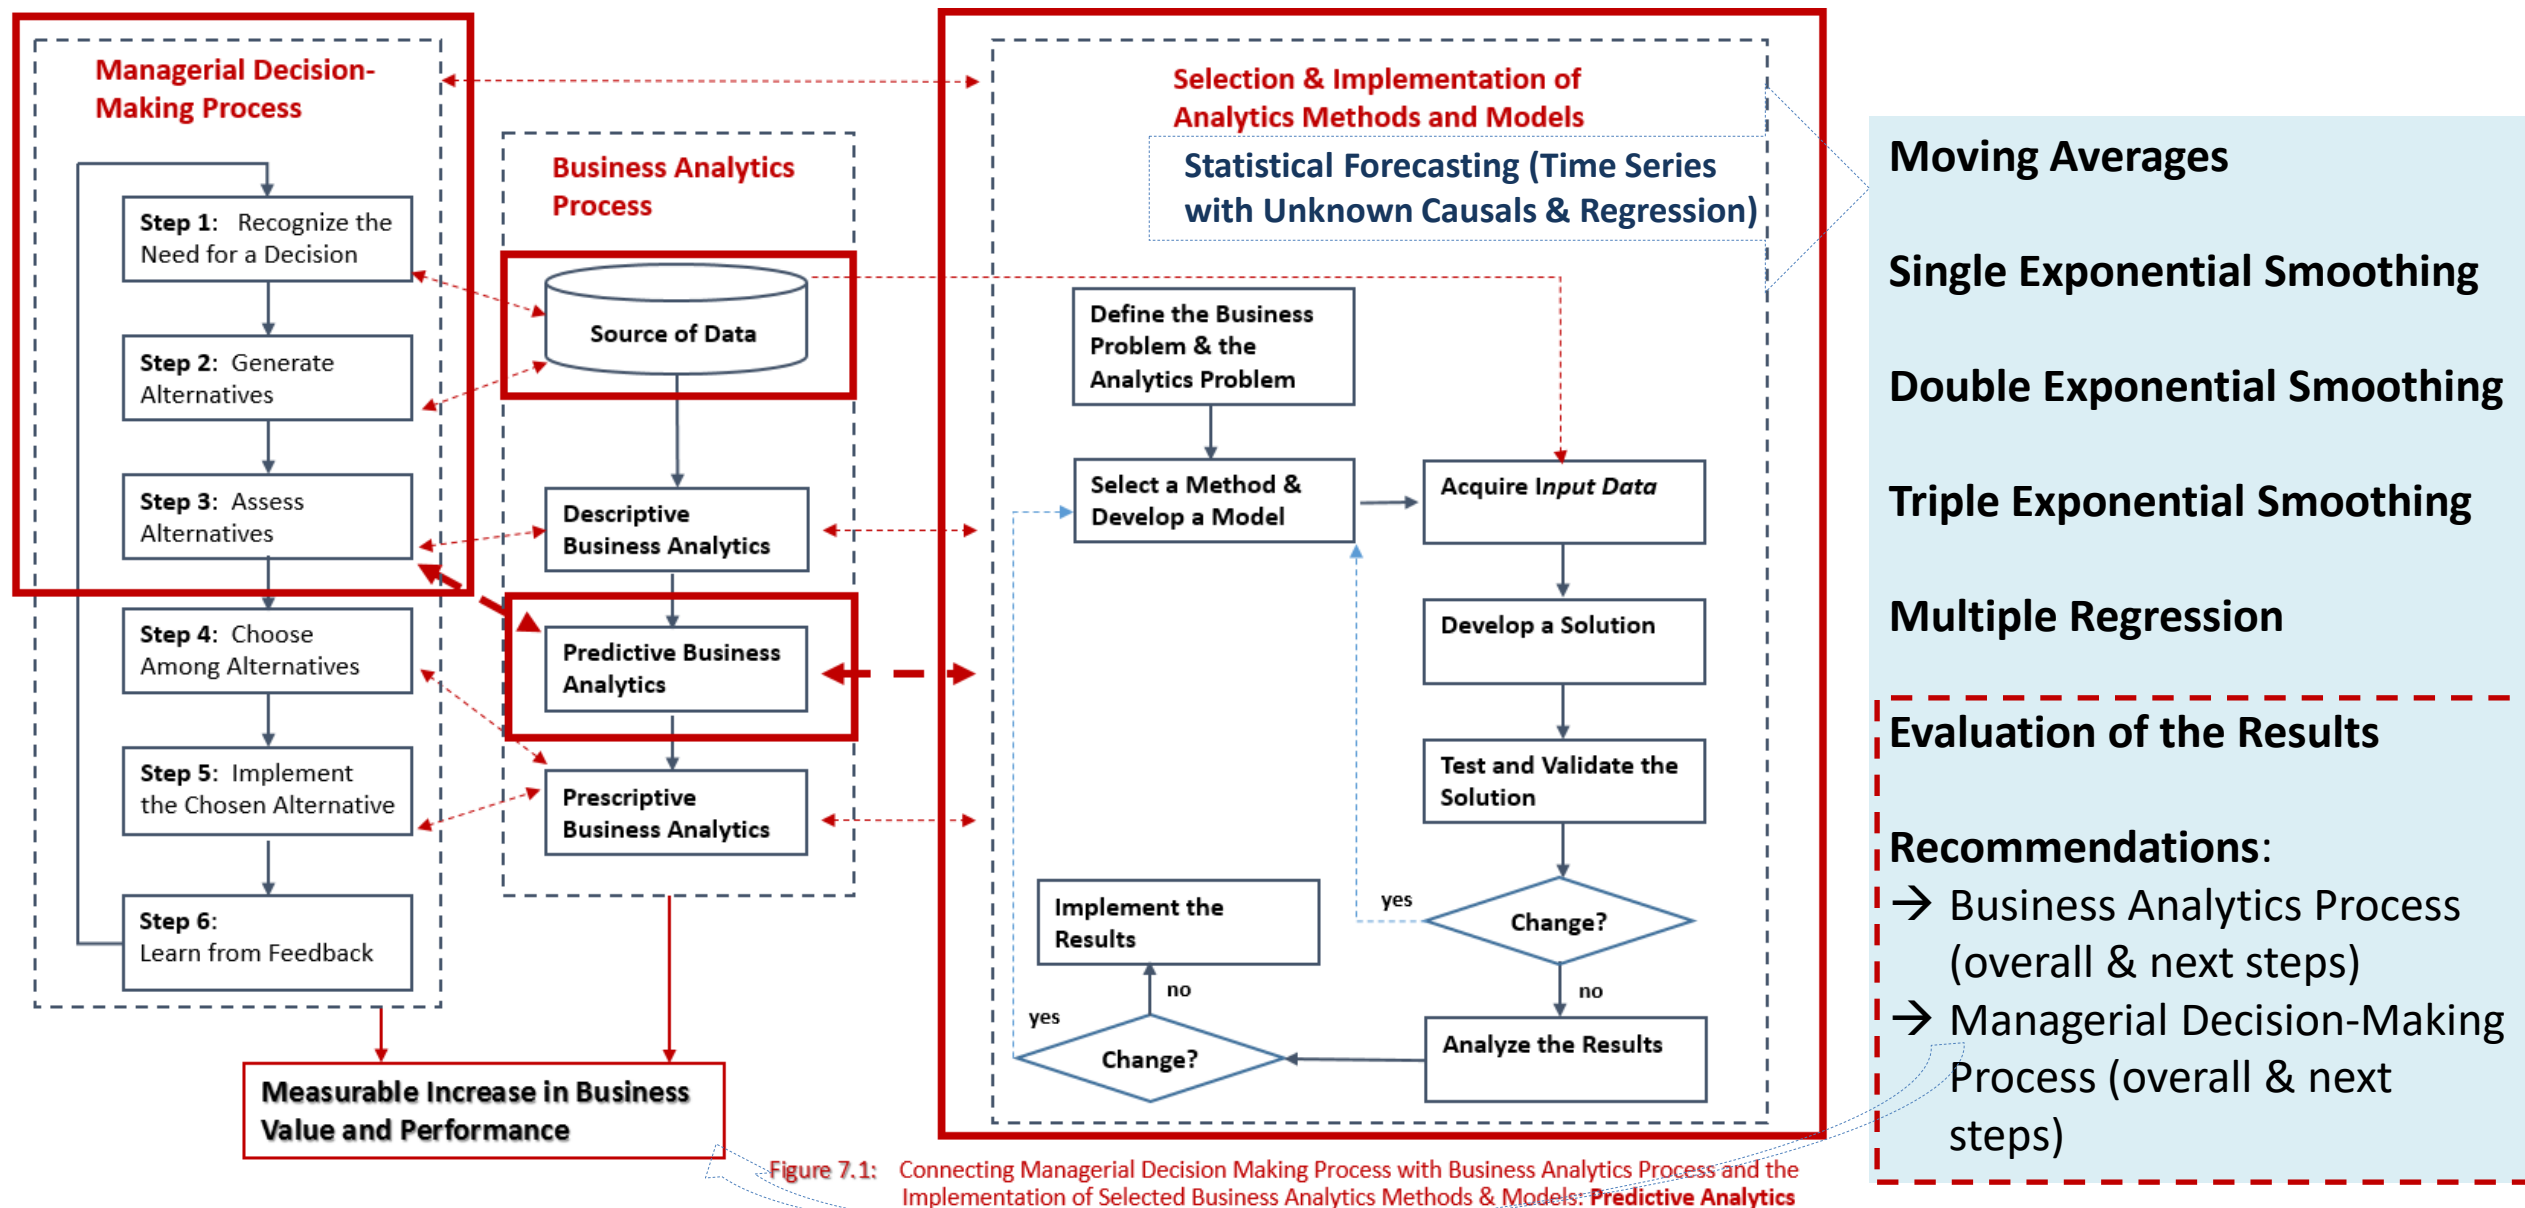 Managerial Decision-
Making Process
Step 1: Recognize the
Need for a Decision
Step 2: Generate
Alternatives
Step 3: Assess
Alternatives
Step 4: Choose
Among Alternatives
Step 5: Implement
the Chosen Alternative
Step 6:
Learn from Feedback
Business Analytics
Process
Source of Data
Descriptive
Business Analytics
Predictive Business
Analytics
Prescriptive
Business Analytics
Measurable Increase in Business
Value and Performance
Selection & Implementation of
Analytics Methods and Models
Statistical Forecasting (Time Series
with Unknown Causals & Regression)
Define the Business
Problem & the
Analytics Problem
Select a Method &
Develop a Model
Acquire Input Data
Develop a Solution
Test and Validate the
Solution
Change?
yes
no
Analyze the Results
Change?
yes
no
Implement the
Results
Figure 7.1: Connecting Managerial Decision Making Process with Business Analytics Process and the
Implementation of Selected Business Analytics Methods & Models: Predictive Analytics
Moving Averages
Single Exponential Smoothing
Double Exponential Smoothing
Triple Exponential Smoothing
Multiple Regression
Evaluation of the Results
Recommendations:
→ Business Analytics Process
(overall & next steps)
→ Managerial Decision-Making
Process (overall & next
steps)